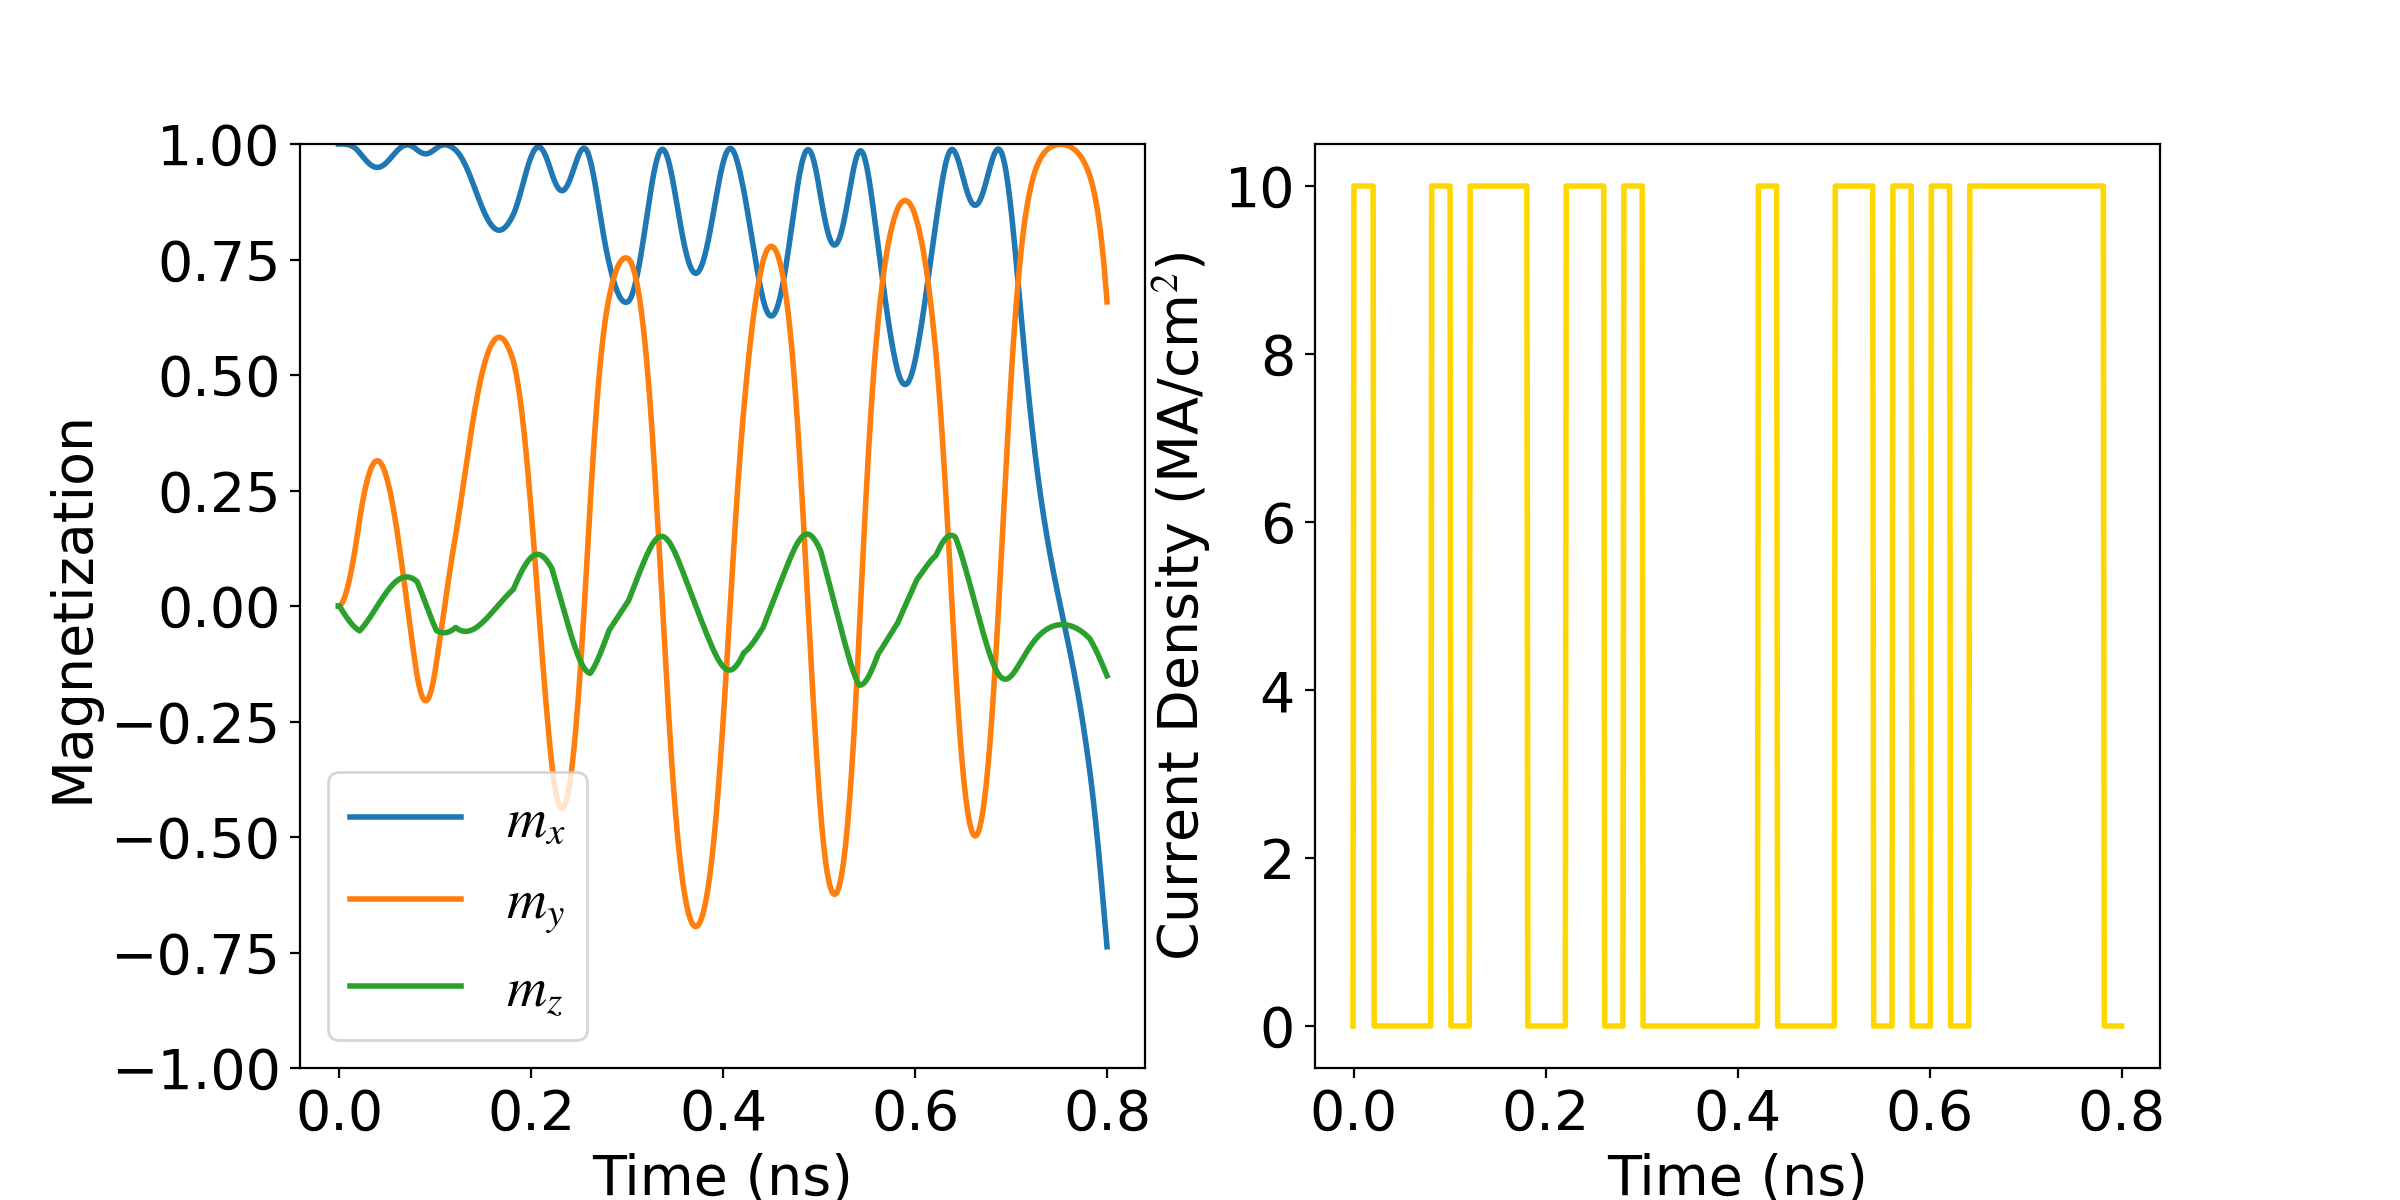 1.00
0.75
0.50
0.25
0.00
−0.25
−0.50
−0.75
−1.00
Magnetization
m_x
m_y
m_z
0.0 0.2 0.4 0.6 0.8
Time (ns)
10
8
6
4
2
0
Current Density (MA/cm²)
0.0 0.2 0.4 0.6 0.8
Time (ns)